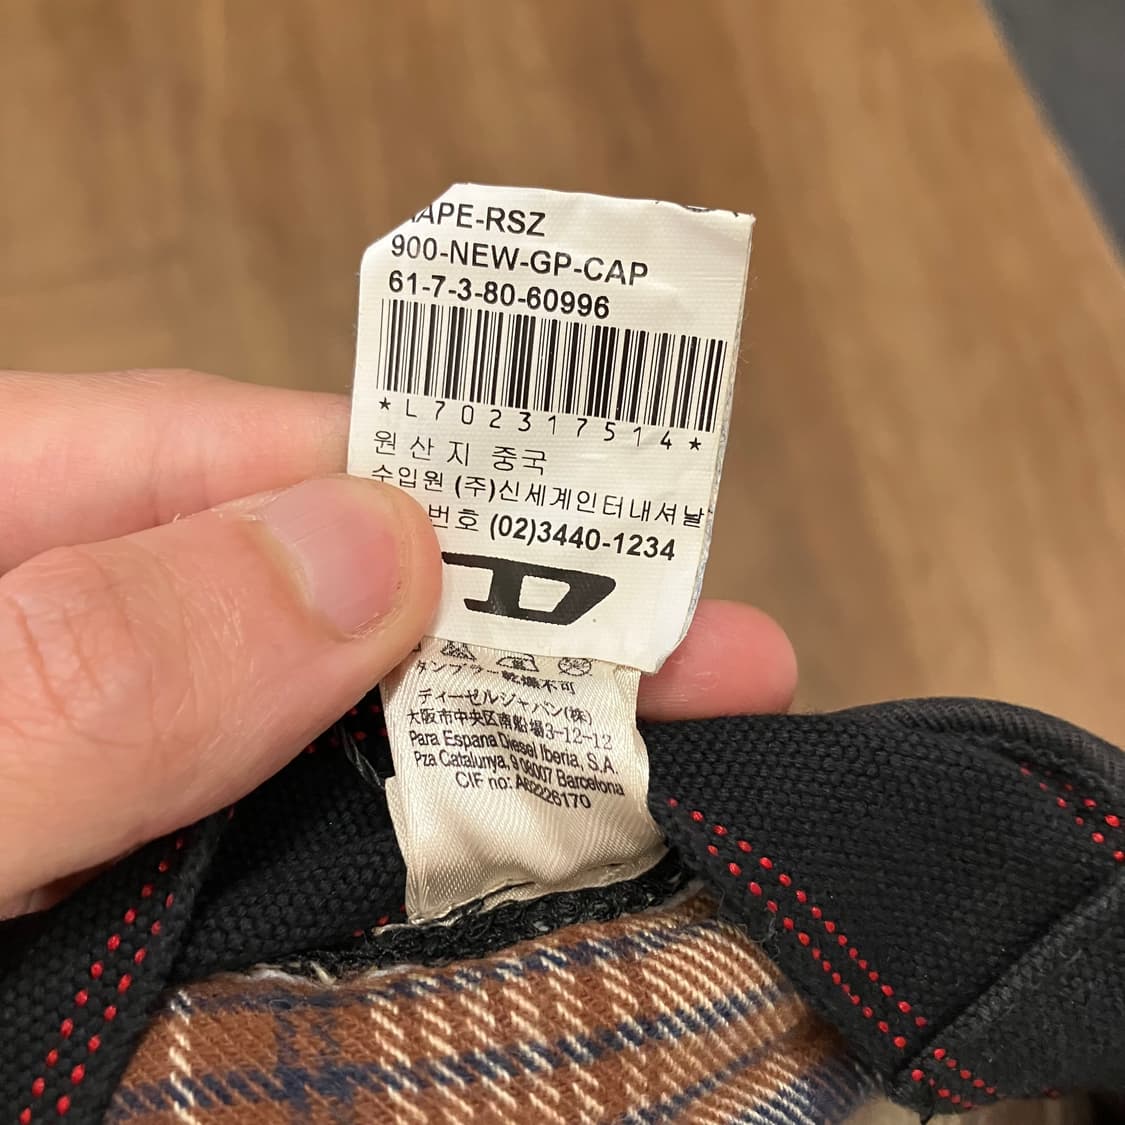 APE-RSZ
900-NEW-GP-CAP
61-7-3-80-60996
*L702317514*
원산지 중국
수입원 (주)신세계인터내셔날
번호 (02)3440-1234
D
タンブラー乾燥不可
ディーゼルジャパン(株)
大阪市中央区南船場3-12-12
Para Espana Diesel Iberia, S.A.
Pza Catalunya, 9 08007 Barcelona
CIF no: A62226170